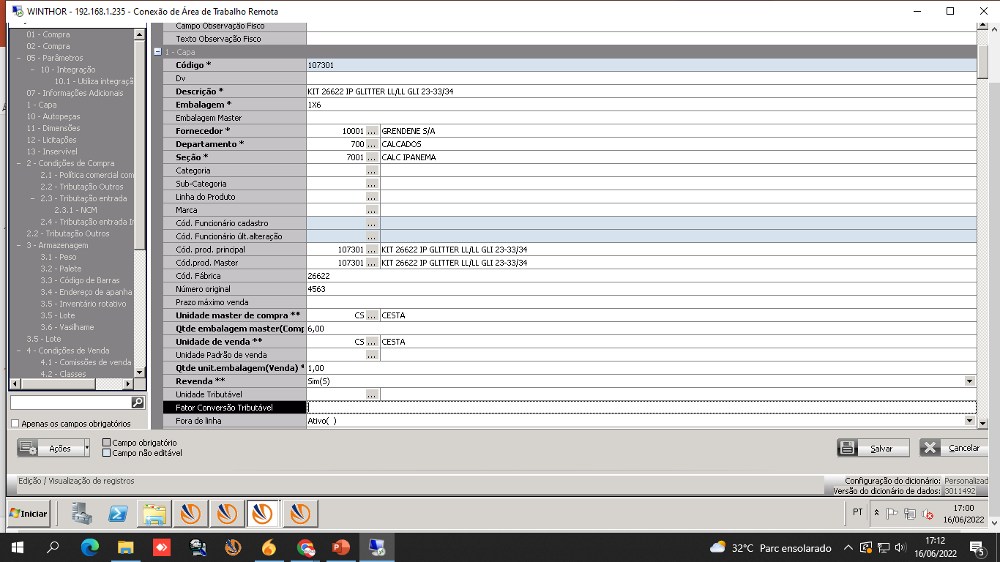 WINTHOR - 192.168.1.235 - Conexão de Área de Trabalho Remota
01 - Compra
02 - Compra
05 - Parâmetros
10 - Integração
10.1 - Utiliza integraçã
07 - Informações Adicionais
1 - Capa
10 - Autopeças
11 - Dimensões
12 - Licitações
13 - Inservível
2 - Condições de Compra
2.1 - Política comercial com
2.2 - Tributação Outros
2.3 - Tributação entrada
2.3.1 - NCM
2.4 - Tributação entrada In
2.2 - Tributação Outros
3 - Armazenagem
3.1 - Peso
3.2 - Palete
3.3 - Código de Barras
3.4 - Endereço de apanha
3.5 - Inventário rotativo
3.5 - Lote
3.6 - Vasilhame
3.5 - Lote
4 - Condições de Venda
4.1 - Comissões de venda
4.2 - Classes
Apenas os campos obrigatórios
Campo Observação Fisco
Texto Observação Fisco
1 - Capa
Código * 107301
Dv
Descrição * KIT 26622 IP GLITTER LL/LL GLI 23-33/34
Embalagem * 1X6
Embalagem Master
Fornecedor * 10001 ... GRENDENE S/A
Departamento * 700 ... CALCADOS
Seção * 7001 ... CALC IPANEMA
Categoria ...
Sub-Categoria ...
Linha do Produto ...
Marca ...
Cód. Funcionário cadastro ...
Cód. Funcionário últ.alteração ...
Cód. prod. principal 107301 ... KIT 26622 IP GLITTER LL/LL GLI 23-33/34
Cód.prod. Master 107301 ... KIT 26622 IP GLITTER LL/LL GLI 23-33/34
Cód. Fábrica 26622
Número original 4563
Prazo máximo venda
Unidade master de compra ** CS ... CESTA
Qtde embalagem master(Comp 6,00
Unidade de venda ** CS ... CESTA
Unidade Padrão de venda ...
Qtde unit.embalagem(Venda) * 1,00
Revenda ** Sim(S)
Unidade Tributável ...
Fator Conversão Tributável
Fora de linha Ativo( )
Ações
Campo obrigatório
Campo não editável
Salvar
Cancelar
Edição / Visualização de registros
Configuração do dicionário: Personalizad
Versão do dicionário de dados: 3011492
Iniciar
PT
17:00
16/06/2022
32°C Parc ensolarado
17:12
16/06/2022
5